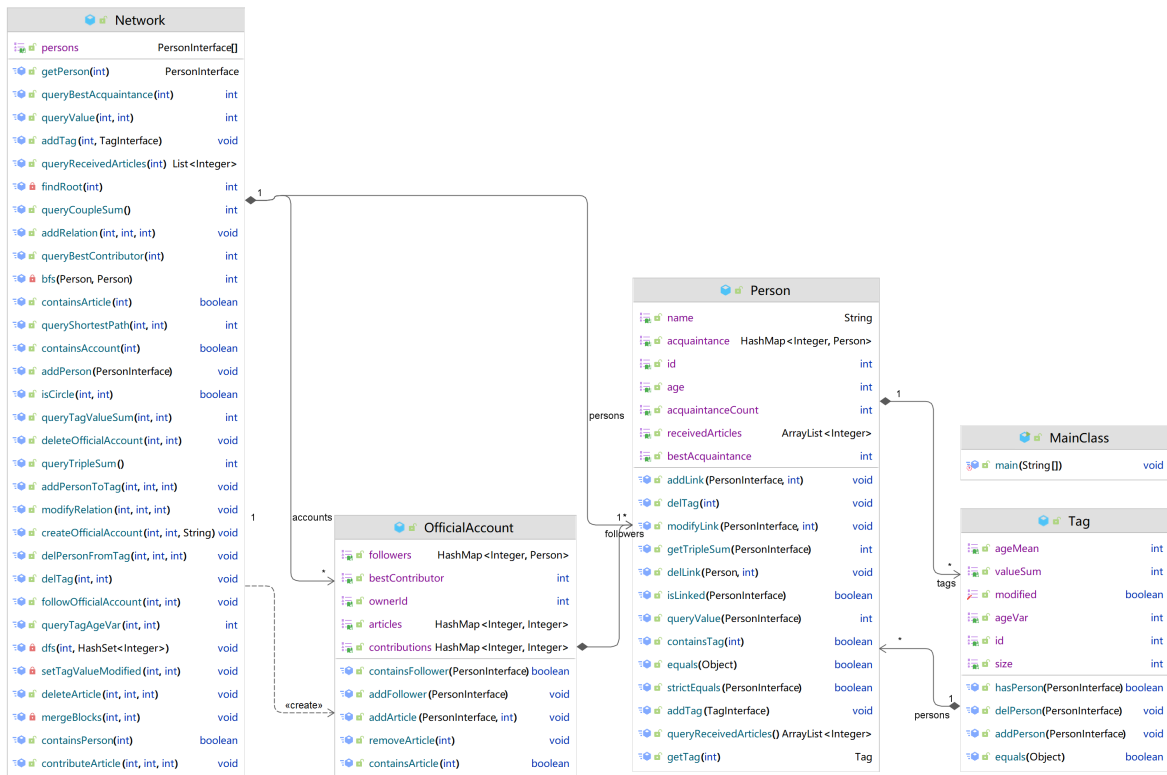 Network
persons PersonInterface[]
getPerson(int) PersonInterface
queryBestAcquaintance(int) int
queryValue(int, int) int
addTag(int, TagInterface) void
queryReceivedArticles(int) List<Integer>
findRoot(int) int
queryCoupleSum() int
addRelation(int, int, int) void
queryBestContributor(int) int
bfs(Person, Person) int
containsArticle(int) boolean
queryShortestPath(int, int) int
containsAccount(int) boolean
addPerson(PersonInterface) void
isCircle(int, int) boolean
queryTagValueSum(int, int) int
deleteOfficialAccount(int, int) void
queryTripleSum() int
addPersonToTag(int, int, int) void
modifyRelation(int, int, int) void
createOfficialAccount(int, int, String) void
delPersonFromTag(int, int, int) void
delTag(int, int) void
followOfficialAccount(int, int) void
queryTagAgeVar(int, int) int
dfs(int, HashSet<Integer>) void
setTagValueModified(int, int) void
deleteArticle(int, int, int) void
mergeBlocks(int, int) void
containsPerson(int) boolean
contributeArticle(int, int, int) void
1
1
accounts
*
«create»
persons
1 *
followers
OfficialAccount
followers HashMap<Integer, Person>
bestContributor int
ownerId int
articles HashMap<Integer, Integer>
contributions HashMap<Integer, Integer>
containsFollower(PersonInterface) boolean
addFollower(PersonInterface) void
addArticle(PersonInterface, int) void
removeArticle(int) void
containsArticle(int) boolean
Person
name String
acquaintance HashMap<Integer, Person>
id int
age int
acquaintanceCount int
receivedArticles ArrayList<Integer>
bestAcquaintance int
addLink(PersonInterface, int) void
delTag(int) void
modifyLink(PersonInterface, int) void
getTripleSum(PersonInterface) int
delLink(Person, int) void
isLinked(PersonInterface) boolean
queryValue(PersonInterface) int
containsTag(int) boolean
equals(Object) boolean
strictEquals(PersonInterface) boolean
addTag(TagInterface) void
queryReceivedArticles() ArrayList<Integer>
getTag(int) Tag
1
*
tags
*
1
persons
MainClass
main(String[]) void
Tag
ageMean int
valueSum int
modified boolean
ageVar int
id int
size int
hasPerson(PersonInterface) boolean
delPerson(PersonInterface) void
addPerson(PersonInterface) void
equals(Object) boolean